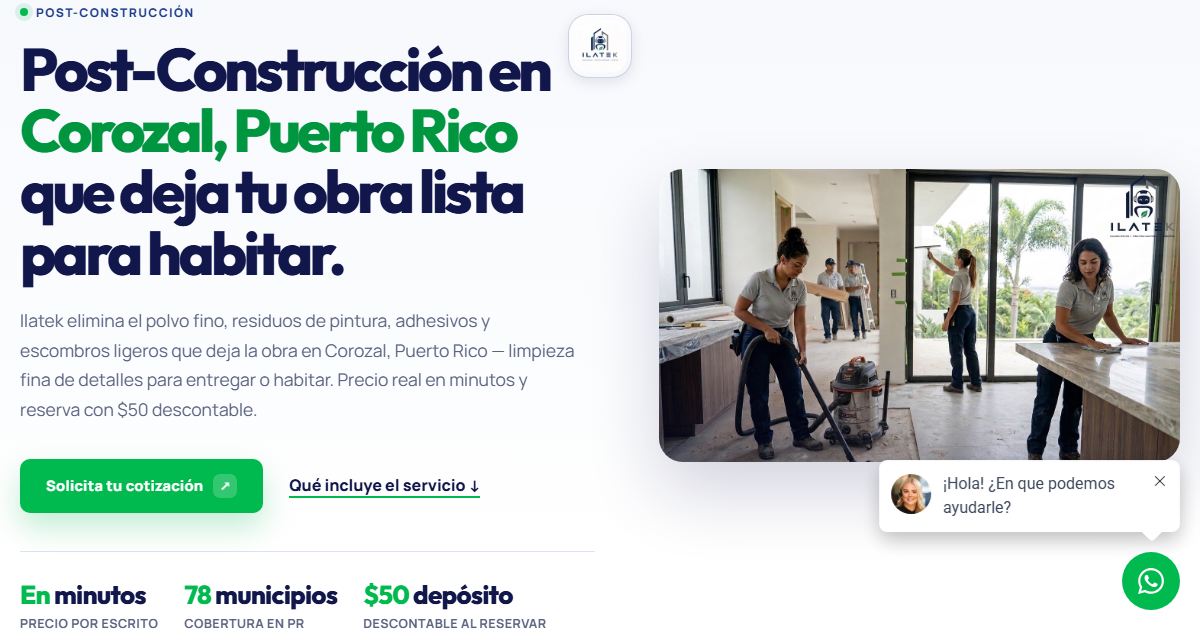 POST-CONSTRUCCIÓN
ILATEK
Post-Construcción en
Corozal, Puerto Rico
que deja tu obra lista
para habitar.
ILATEK
Ilatek elimina el polvo fino, residuos de pintura, adhesivos y
escombros ligeros que deja la obra en Corozal, Puerto Rico — limpieza
fina de detalles para entregar o habitar. Precio real en minutos y
reserva con $50 descontable.
Solicita tu cotización ↗
Qué incluye el servicio ↓
¡Hola! ¿En que podemos
ayudarle?
En minutos
PRECIO POR ESCRITO
78 municipios
COBERTURA EN PR
$50 depósito
DESCONTABLE AL RESERVAR